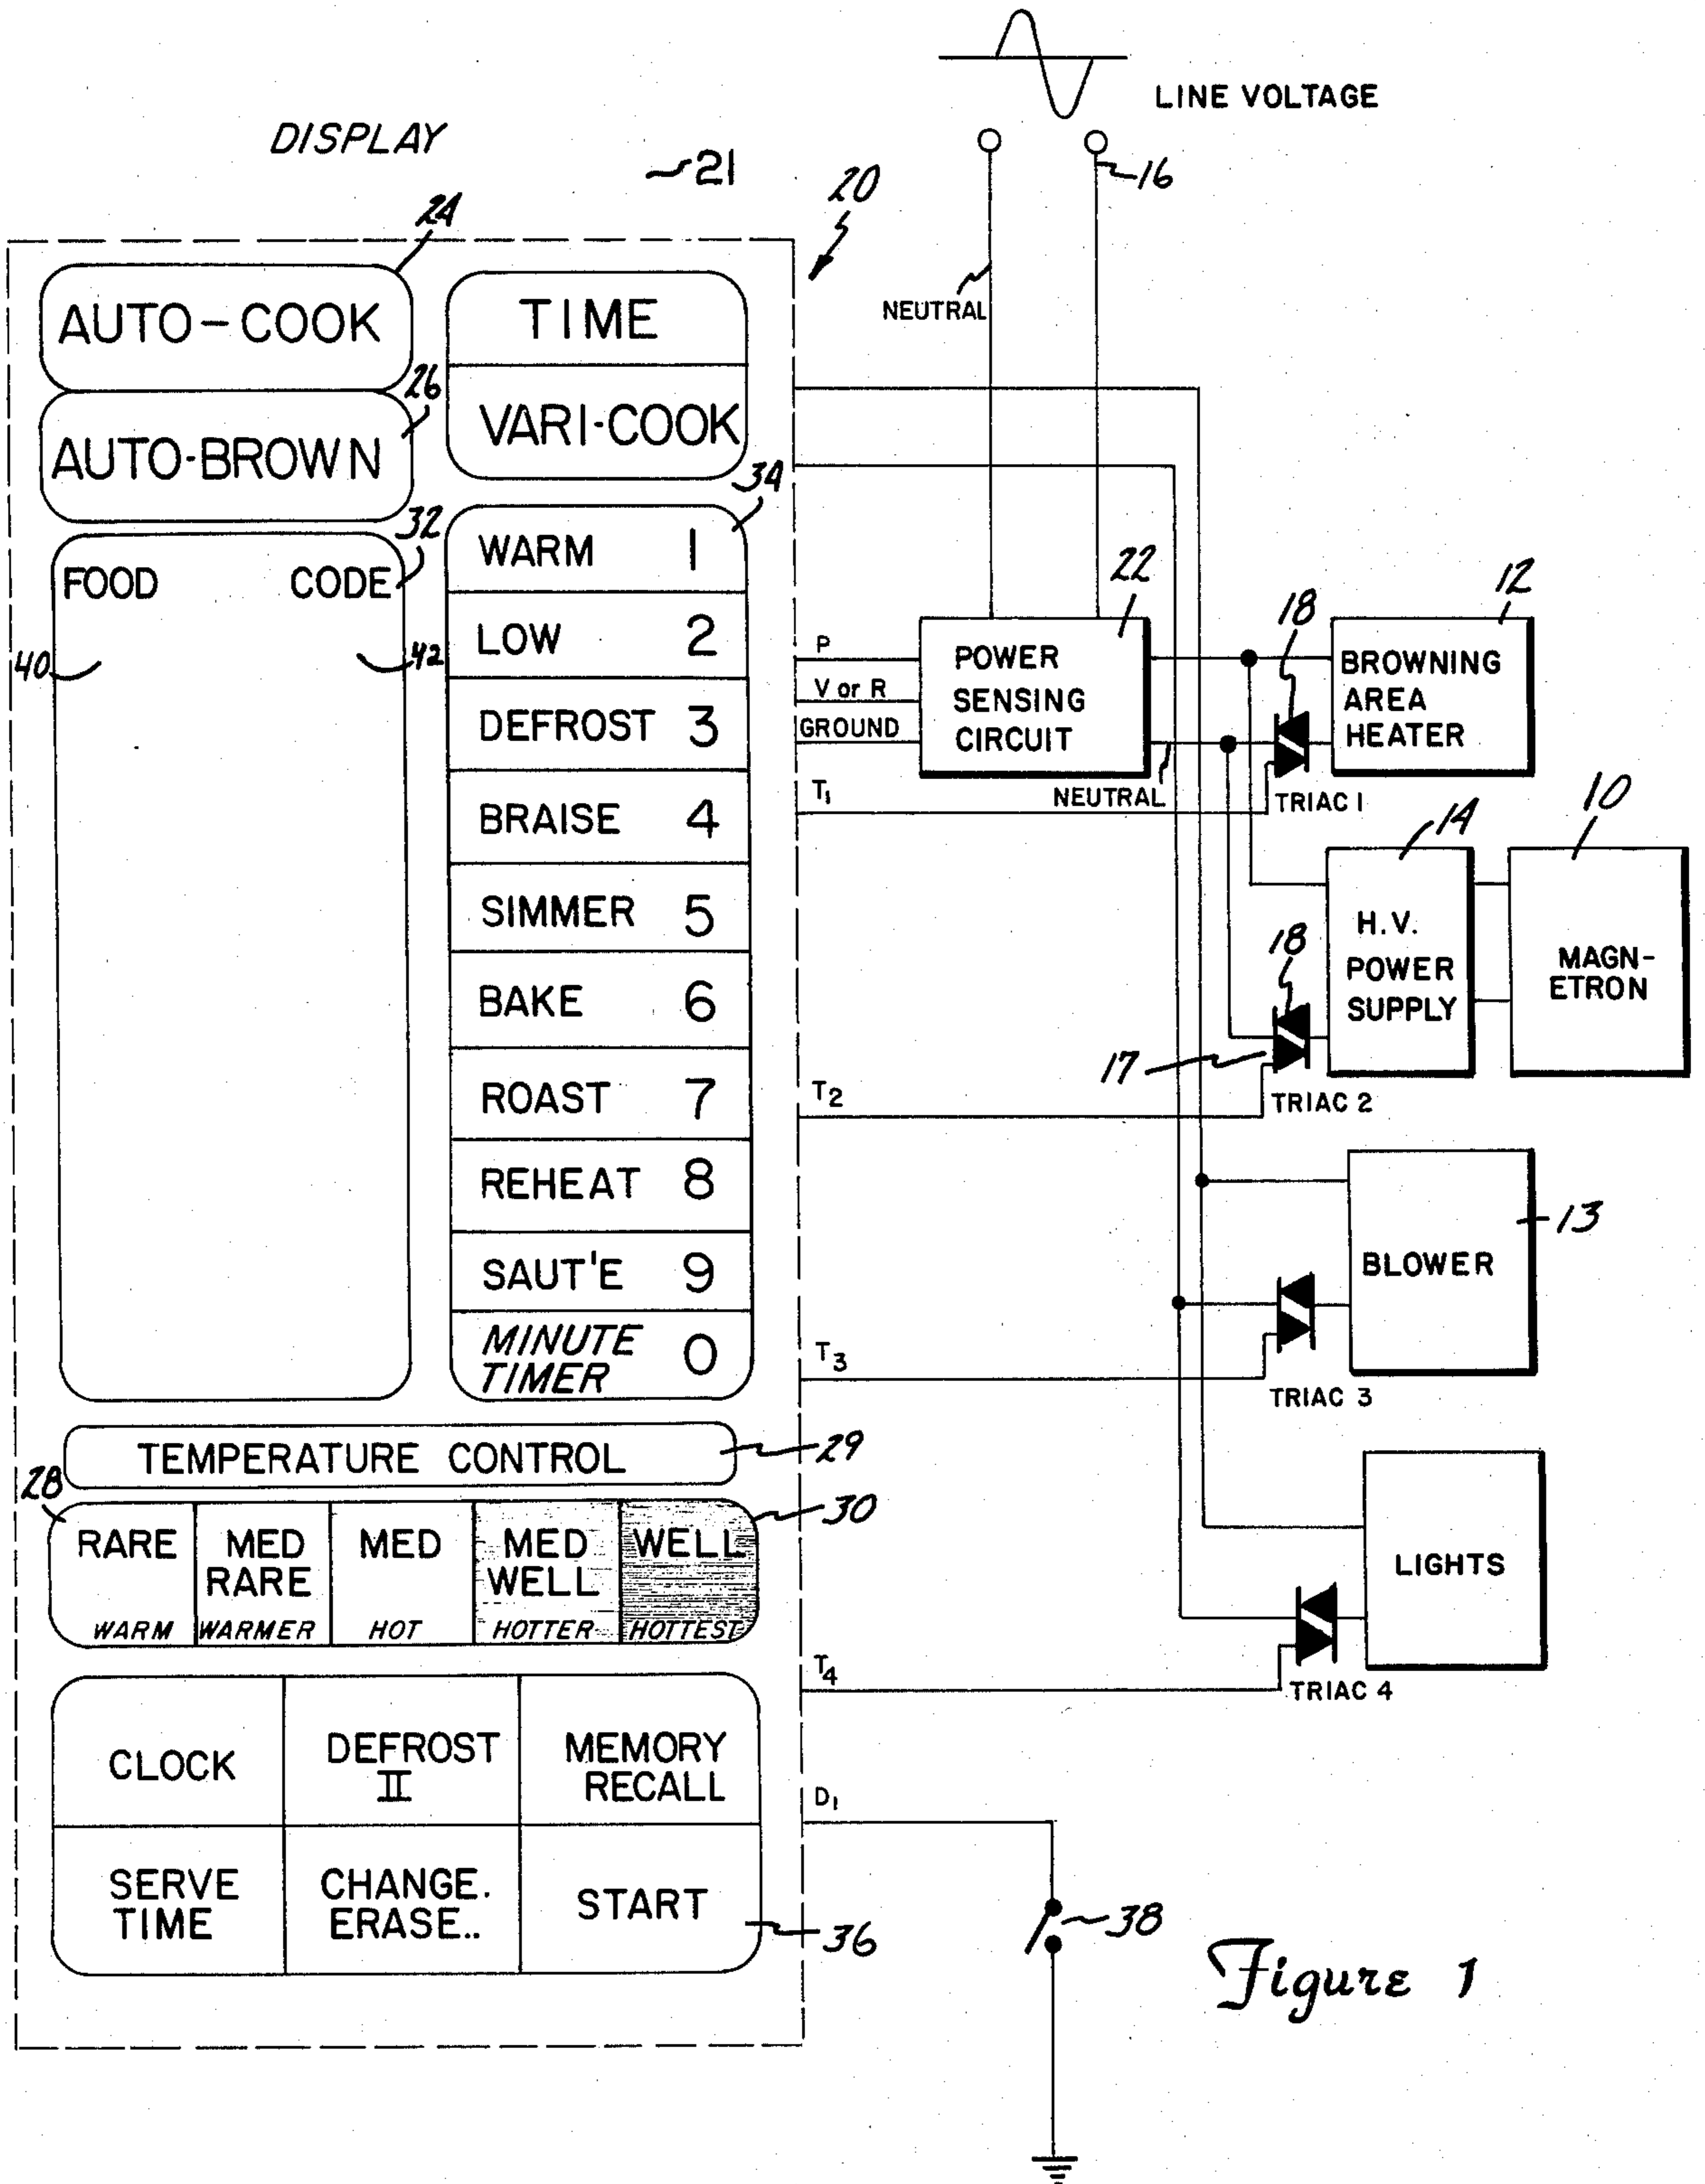 LINE VOLTAGE
DISPLAY
21
20
16
24
AUTO-COOK
TIME
NEUTRAL
26
AUTO-BROWN
VARI-COOK
34
32
FOOD CODE
40
42
WARM 1
LOW 2
DEFROST 3
BRAISE 4
SIMMER 5
BAKE 6
ROAST 7
REHEAT 8
SAUT'E 9
MINUTE
TIMER 0
P
V or R
GROUND
22
POWER
SENSING
CIRCUIT
NEUTRAL
18
12
BROWNING
AREA
HEATER
T1
TRIAC 1
14
10
H.V.
POWER
SUPPLY
MAGN-
ETRON
18
17
T2
TRIAC 2
13
BLOWER
T3
TRIAC 3
TEMPERATURE CONTROL
29
28
30
RARE
WARM
MED
RARE
WARMER
MED
HOT
MED
WELL
HOTTER
WELL
HOTTEST
LIGHTS
T4
TRIAC 4
CLOCK
DEFROST
II
MEMORY
RECALL
D1
SERVE
TIME
CHANGE.
ERASE..
START
36
38
Figure 1